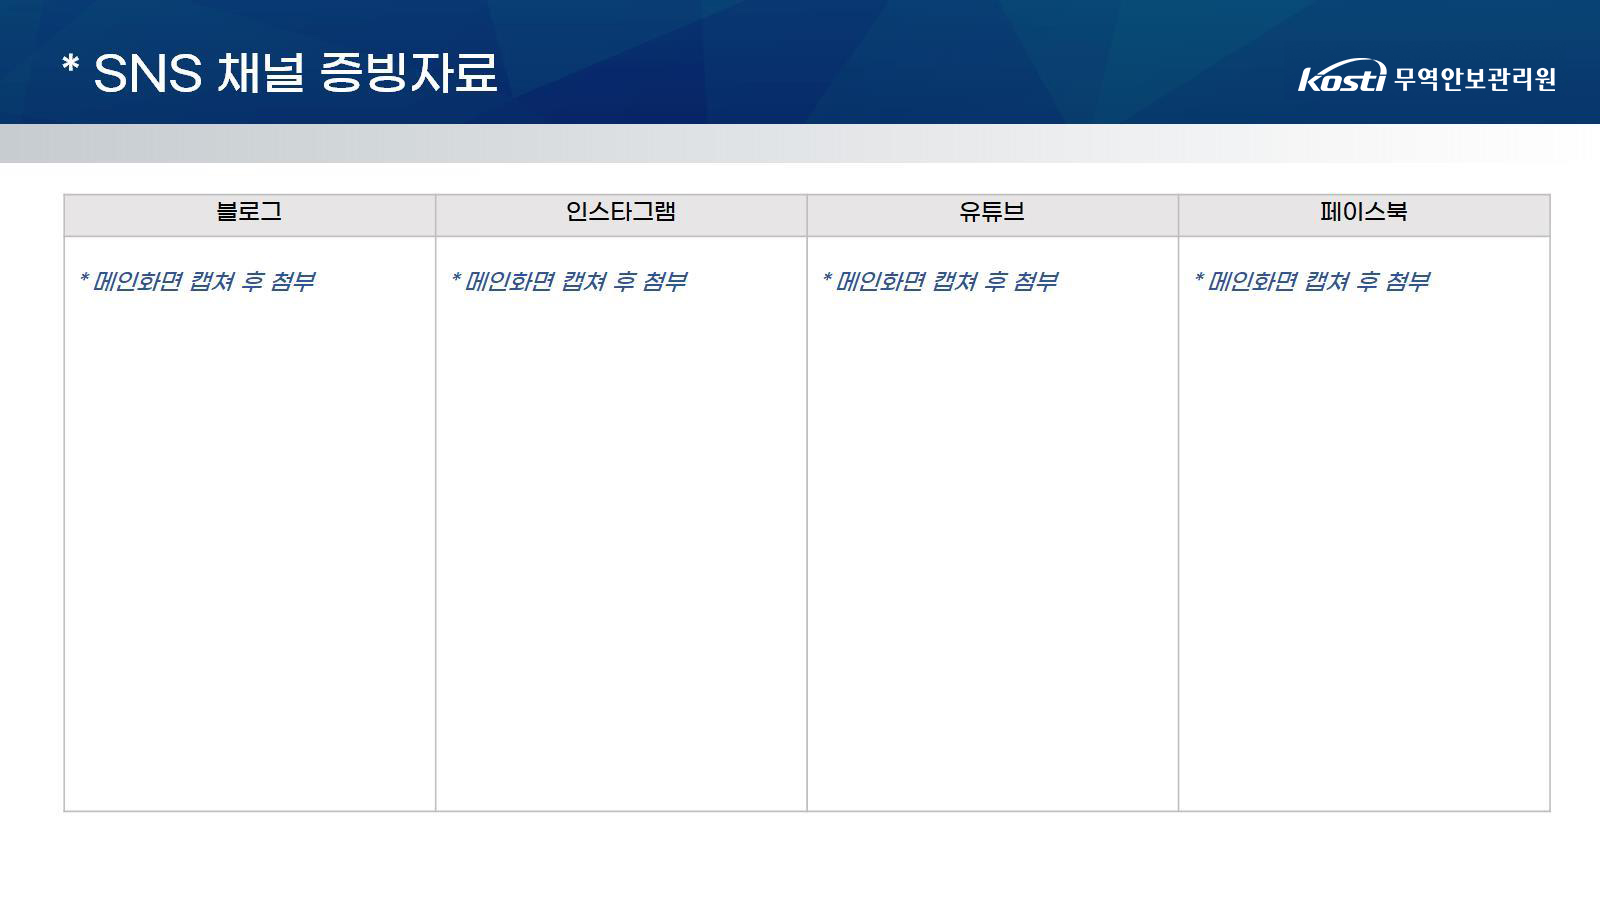 * SNS 채널 증빙자료
kosti 무역안보관리원
블로그 인스타그램 유튜브 페이스북
* 메인화면 캡쳐 후 첨부 * 메인화면 캡쳐 후 첨부 * 메인화면 캡쳐 후 첨부 * 메인화면 캡쳐 후 첨부